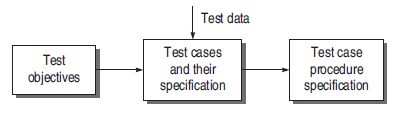 Test data
Test
objectives
Test cases
and their
specification
Test case
procedure
specification